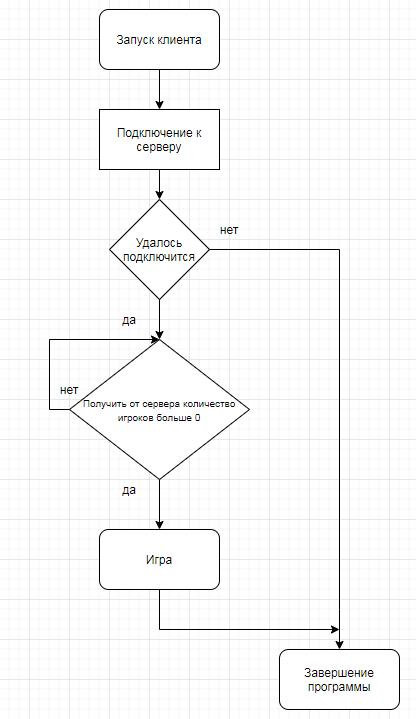 Запуск клиента
Подключение к
серверу
Удалось
подключится
нет
да
нет
Получить от сервера количество
игроков больше 0
да
Игра
Завершение
программы